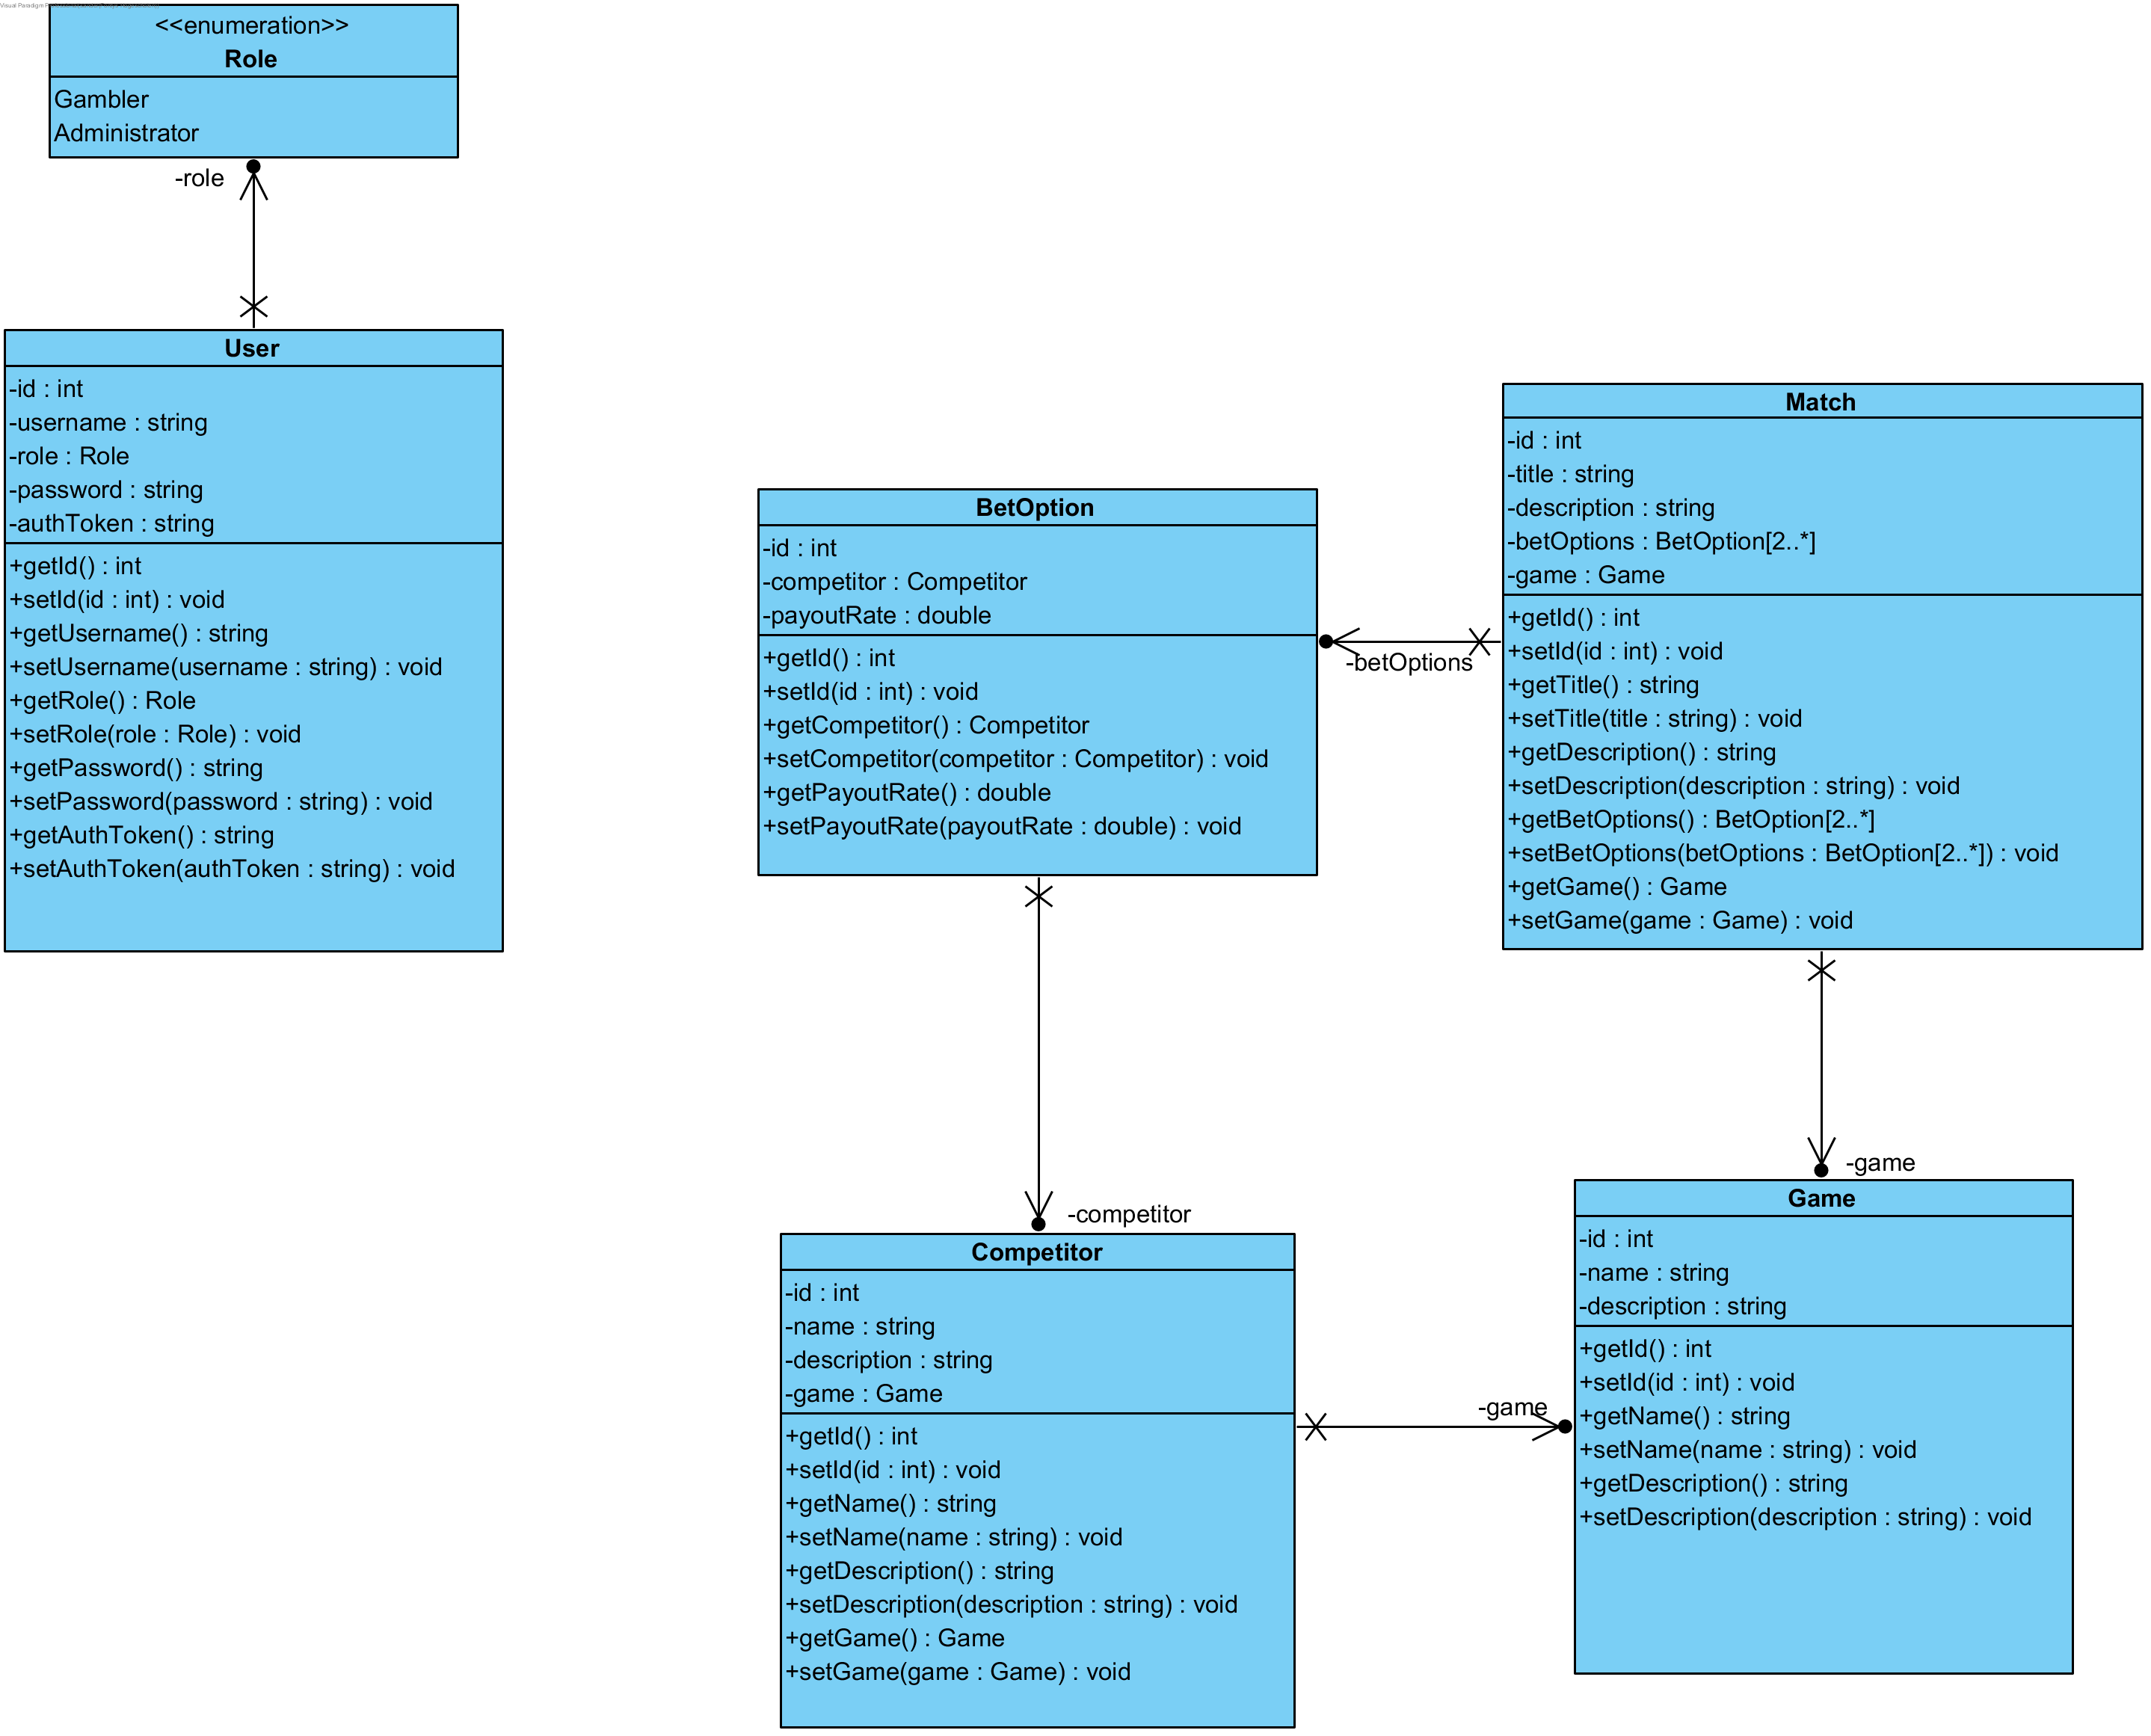 <<enumeration>>
Role
Gambler
Administrator
-role
User
-id : int
-username : string
-role : Role
-password : string
-authToken : string
+getId() : int
+setId(id : int) : void
+getUsername() : string
+setUsername(username : string) : void
+getRole() : Role
+setRole(role : Role) : void
+getPassword() : string
+setPassword(password : string) : void
+getAuthToken() : string
+setAuthToken(authToken : string) : void
BetOption
-id : int
-competitor : Competitor
-payoutRate : double
+getId() : int
+setId(id : int) : void
+getCompetitor() : Competitor
+setCompetitor(competitor : Competitor) : void
+getPayoutRate() : double
+setPayoutRate(payoutRate : double) : void
-betOptions
Match
-id : int
-title : string
-description : string
-betOptions : BetOption[2..*]
-game : Game
+getId() : int
+setId(id : int) : void
+getTitle() : string
+setTitle(title : string) : void
+getDescription() : string
+setDescription(description : string) : void
+getBetOptions() : BetOption[2..*]
+setBetOptions(betOptions : BetOption[2..*]) : void
+getGame() : Game
+setGame(game : Game) : void
-competitor
Competitor
-id : int
-name : string
-description : string
-game : Game
+getId() : int
+setId(id : int) : void
+getName() : string
+setName(name : string) : void
+getDescription() : string
+setDescription(description : string) : void
+getGame() : Game
+setGame(game : Game) : void
-game
-game
Game
-id : int
-name : string
-description : string
+getId() : int
+setId(id : int) : void
+getName() : string
+setName(name : string) : void
+getDescription() : string
+setDescription(description : string) : void